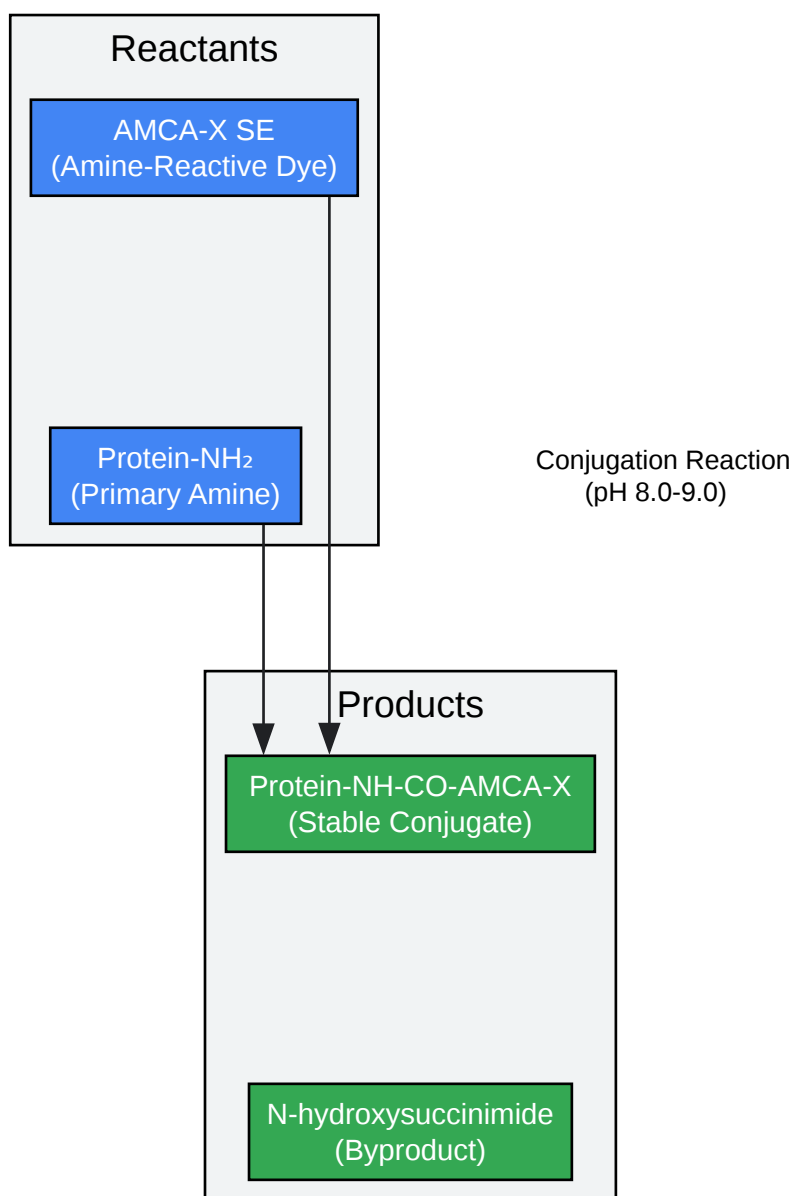 Reactants
AMCA-X SE
(Amine-Reactive Dye)
Protein-NH₂
(Primary Amine)
Conjugation Reaction
(pH 8.0-9.0)
Products
Protein-NH-CO-AMCA-X
(Stable Conjugate)
N-hydroxysuccinimide
(Byproduct)